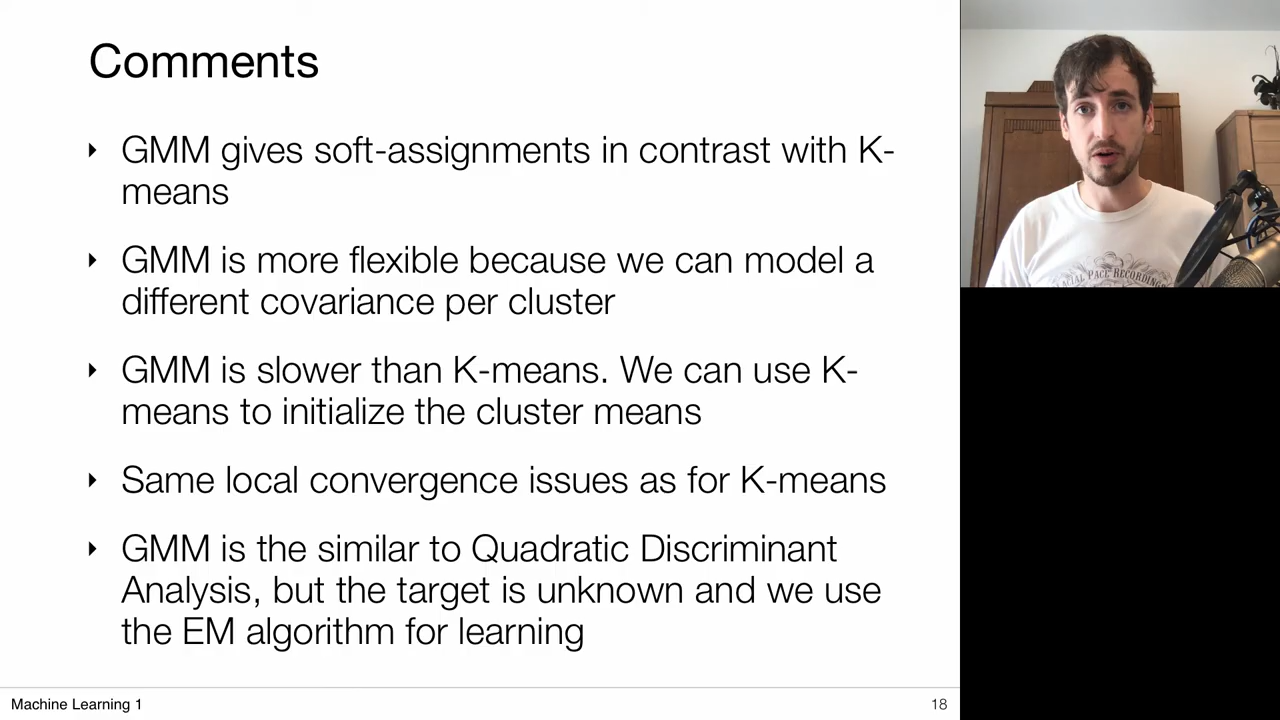 Comments
‣ GMM gives soft-assignments in contrast with K-
means
‣ GMM is more flexible because we can model a
different covariance per cluster
‣ GMM is slower than K-means. We can use K-
means to initialize the cluster means
‣ Same local convergence issues as for K-means
‣ GMM is the similar to Quadratic Discriminant
Analysis, but the target is unknown and we use
the EM algorithm for learning
Machine Learning 1
18
PACE RECORDING